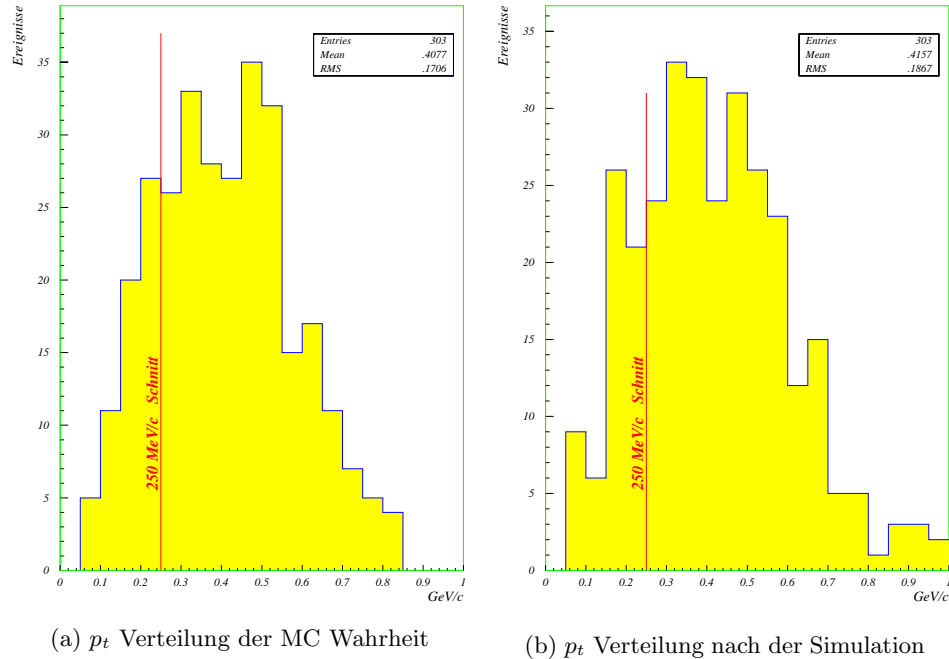 Ereignisse
Entries 303
Mean .4077
RMS .1706
35
30
25
20
15
10
5
0
250 MeV/c Schnitt
0 0.1 0.2 0.3 0.4 0.5 0.6 0.7 0.8 0.9 1
GeV/c
(a) pt Verteilung der MC Wahrheit
Ereignisse
Entries 303
Mean .4157
RMS .1867
35
30
25
20
15
10
5
0
250 MeV/c Schnitt
0 0.1 0.2 0.3 0.4 0.5 0.6 0.7 0.8 0.9 1
GeV/c
(b) pt Verteilung nach der Simulation